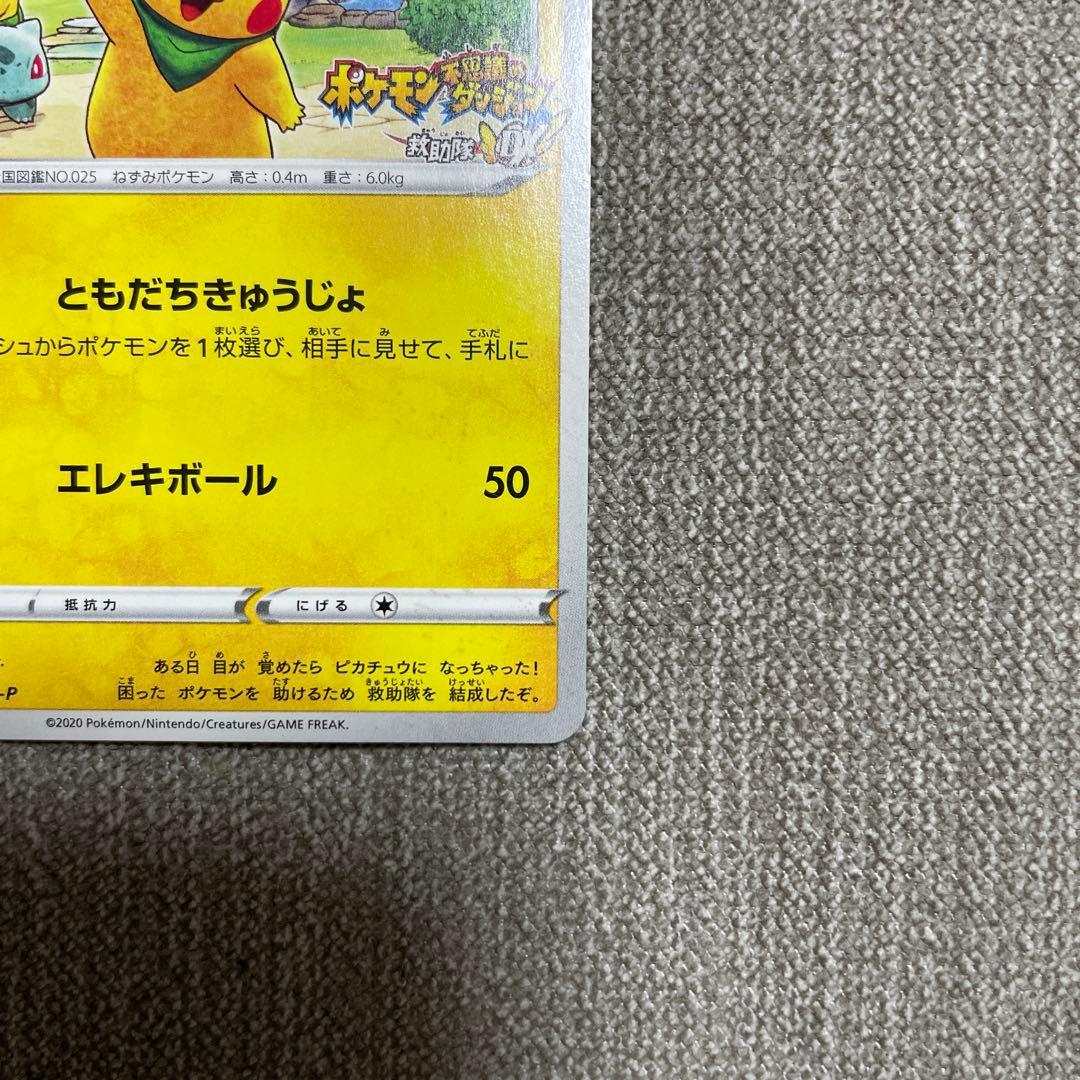 ポケモン不思議のダンジョン
救助隊DX
国図鑑NO.025 ねずみポケモン 高さ:0.4m 重さ:6.0kg
ともだちきゅうじょ
シュからポケモンを1枚選び、相手に見せて、手札に
エレキボール 50
抵抗力 にげる
ある日 目が 覚めたら ピカチュウに なっちゃった!
-P 困った ポケモンを 助けるため 救助隊を 結成したぞ。
©2020 Pokémon/Nintendo/Creatures/GAME FREAK.